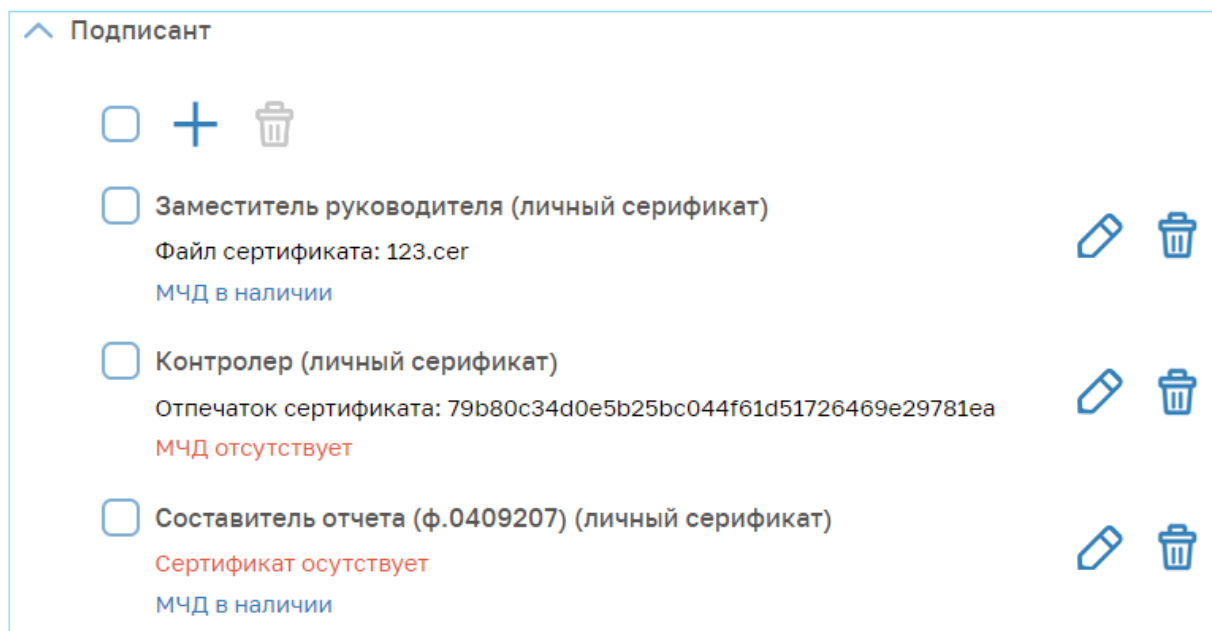 Подписант
Заместитель руководителя (личный серификат)
Файл сертификата: 123.cer
МЧД в наличии
Контролер (личный серификат)
Отпечаток сертификата: 79b80c34d0e5b25bc044f61d51726469e29781ea
МЧД отсутствует
Составитель отчета (ф.0409207) (личный серификат)
Сертификат осутствует
МЧД в наличии